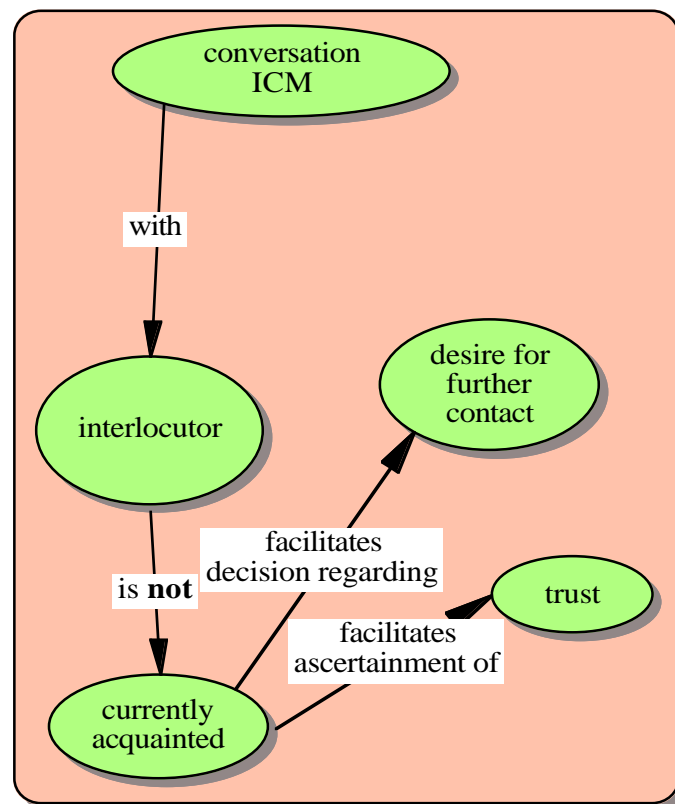 conversation
ICM
with
desire for
further
contact
interlocutor
facilitates
decision regarding
is not
trust
facilitates
ascertainment of
currently
acquainted